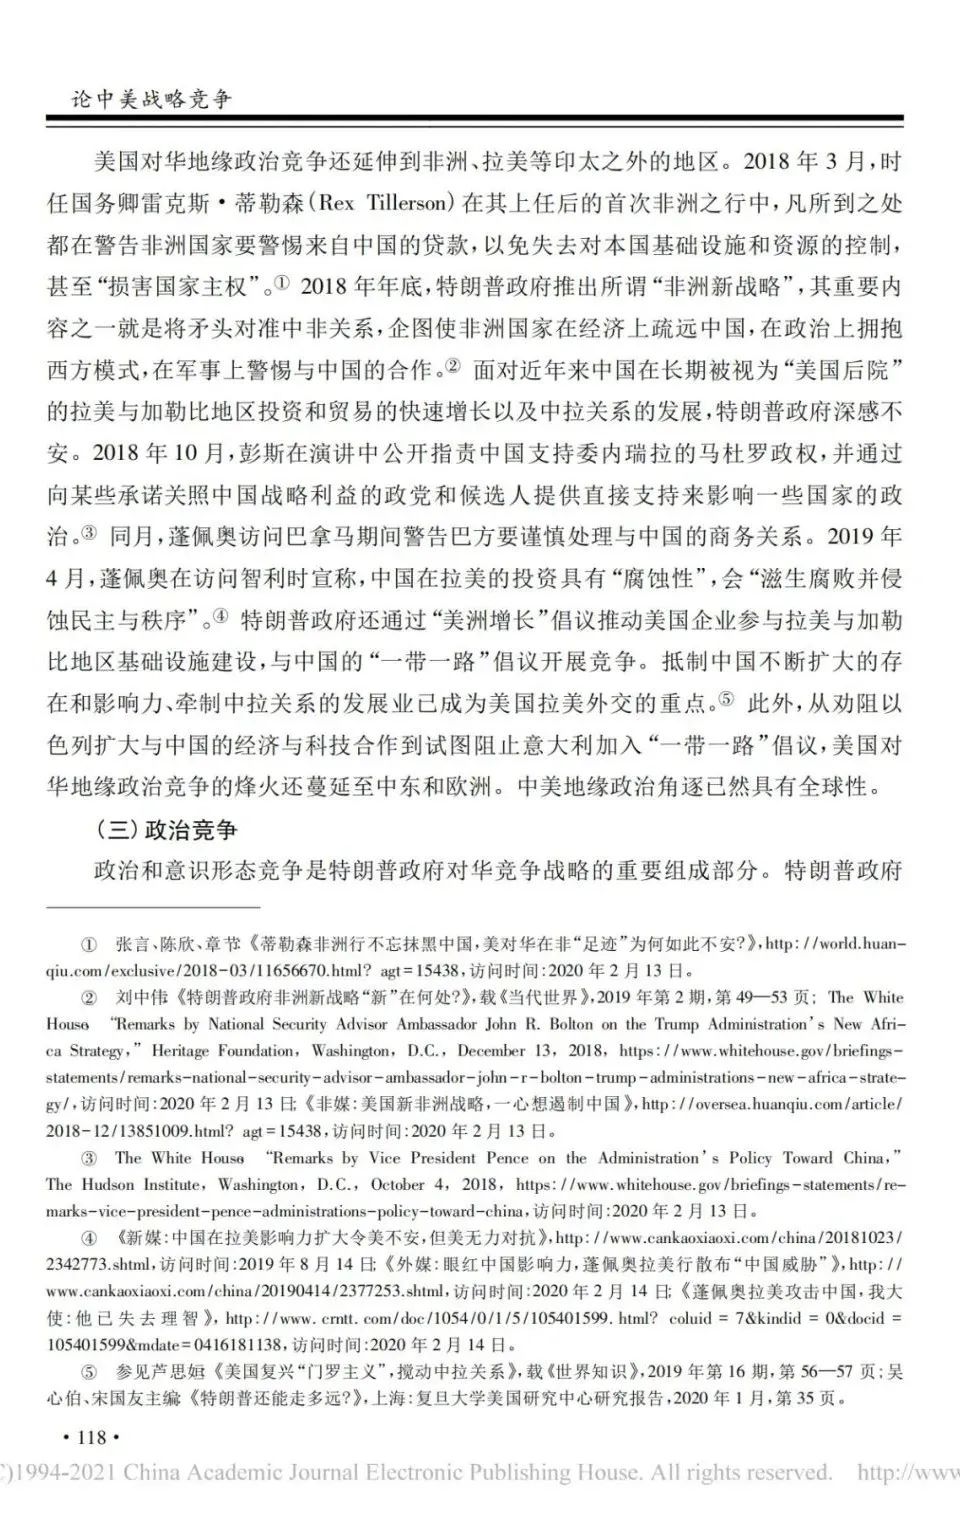 论中美战略竞争
美国对华地缘政治竞争还延伸到非洲、拉美等印太之外的地区。2018 年 3 月，时
任国务卿雷克斯·蒂勒森(Rex Tillerson)在其上任后的首次非洲之行中，凡所到之处
都在警告非洲国家要警惕来自中国的贷款，以免失去对本国基础设施和资源的控制，
甚至“损害国家主权”。① 2018 年年底，特朗普政府推出所谓“非洲新战略”，其重要内
容之一就是将矛头对准中非关系，企图使非洲国家在经济上疏远中国，在政治上拥抱
西方模式，在军事上警惕与中国的合作。② 面对近年来中国在长期被视为“美国后院”
的拉美与加勒比地区投资和贸易的快速增长以及中拉关系的发展，特朗普政府深感不
安。2018 年 10 月，彭斯在演讲中公开指责中国支持委内瑞拉的马杜罗政权，并通过
向某些承诺关照中国战略利益的政党和候选人提供直接支持来影响一些国家的政
治。③ 同月，蓬佩奥访问巴拿马期间警告巴方要谨慎处理与中国的商务关系。2019 年
4 月，蓬佩奥在访问智利时宣称，中国在拉美的投资具有“腐蚀性”，会“滋生腐败并侵
蚀民主与秩序”。④ 特朗普政府还通过“美洲增长”倡议推动美国企业参与拉美与加勒
比地区基础设施建设，与中国的“一带一路”倡议开展竞争。抵制中国不断扩大的存
在和影响力、牵制中拉关系的发展业已成为美国拉美外交的重点。⑤ 此外，从劝阻以
色列扩大与中国的经济与科技合作到试图阻止意大利加入“一带一路”倡议，美国对
华地缘政治竞争的烽火还蔓延至中东和欧洲。中美地缘政治角逐已然具有全球性。
(三)政治竞争
政治和意识形态竞争是特朗普政府对华竞争战略的重要组成部分。特朗普政府
① 张言、陈欣、章节:《蒂勒森非洲行不忘抹黑中国，美对华在非“足迹”为何如此不安?》，http://world.huan-
qiu.com/exclusive/2018-03/11656670.html? agt=15438，访问时间:2020 年 2 月 13 日。
② 刘中伟:《特朗普政府非洲新战略“新”在何处?》，载《当代世界》，2019 年第 2 期，第 49—53 页; The White
House, “Remarks by National Security Advisor Ambassador John R. Bolton on the Trump Administration's New Afri-
ca Strategy,” Heritage Foundation, Washington, D.C., December 13, 2018, https://www.whitehouse.gov/briefings-
statements/remarks-national-security-advisor-ambassador-john-r-bolton-trump-administrations-new-africa-strate-
gy/，访问时间:2020 年 2 月 13 日;《非媒:美国新非洲战略，一心想遏制中国》，http://oversea.huanqiu.com/article/
2018-12/13851009.html? agt=15438，访问时间:2020 年 2 月 13 日。
③ The White House, “Remarks by Vice President Pence on the Administration's Policy Toward China,”
The Hudson Institute, Washington, D.C., October 4, 2018, https://www.whitehouse.gov/briefings-statements/re-
marks-vice-president-pence-administrations-policy-toward-china，访问时间:2020 年 2 月 13 日。
④ 《新媒:中国在拉美影响力扩大令美不安，但美无力对抗》，http://www.cankaoxiaoxi.com/china/20181023/
2342773.shtml，访问时间:2019 年 8 月 14 日;《外媒:眼红中国影响力，蓬佩奥拉美行散布“中国威胁”》，http://
www.cankaoxiaoxi.com/china/20190414/2377253.shtml，访问时间:2020 年 2 月 14 日;《蓬佩奥拉美攻击中国，我大
使:他已失去理智》，http://www.crntt.com/doc/1054/0/1/5/105401599.html? coluid = 7&kindid = 0&docid =
105401599&mdate=0416181138，访问时间:2020 年 2 月 14 日。
⑤ 参见芦思姮:《美国复兴“门罗主义”，搅动中拉关系》，载《世界知识》，2019 年第 16 期，第 56—57 页;吴
心伯、宋国友主编:《特朗普还能走多远?》，上海:复旦大学美国研究中心研究报告，2020 年 1 月，第 35 页。
·118·
C)1994-2021 China Academic Journal Electronic Publishing House. All rights reserved. http://www